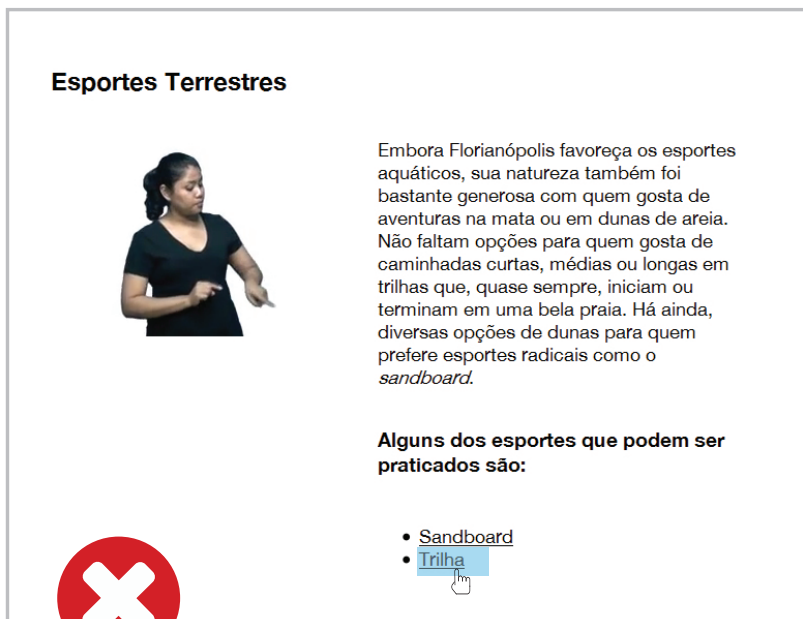 Esportes Terrestres
Embora Florianópolis favoreça os esportes
aquáticos, sua natureza também foi
bastante generosa com quem gosta de
aventuras na mata ou em dunas de areia.
Não faltam opções para quem gosta de
caminhadas curtas, médias ou longas em
trilhas que, quase sempre, iniciam ou
terminam em uma bela praia. Há ainda,
diversas opções de dunas para quem
prefere esportes radicais como o
sandboard.
Alguns dos esportes que podem ser
praticados são:
• Sandboard
• Trilha